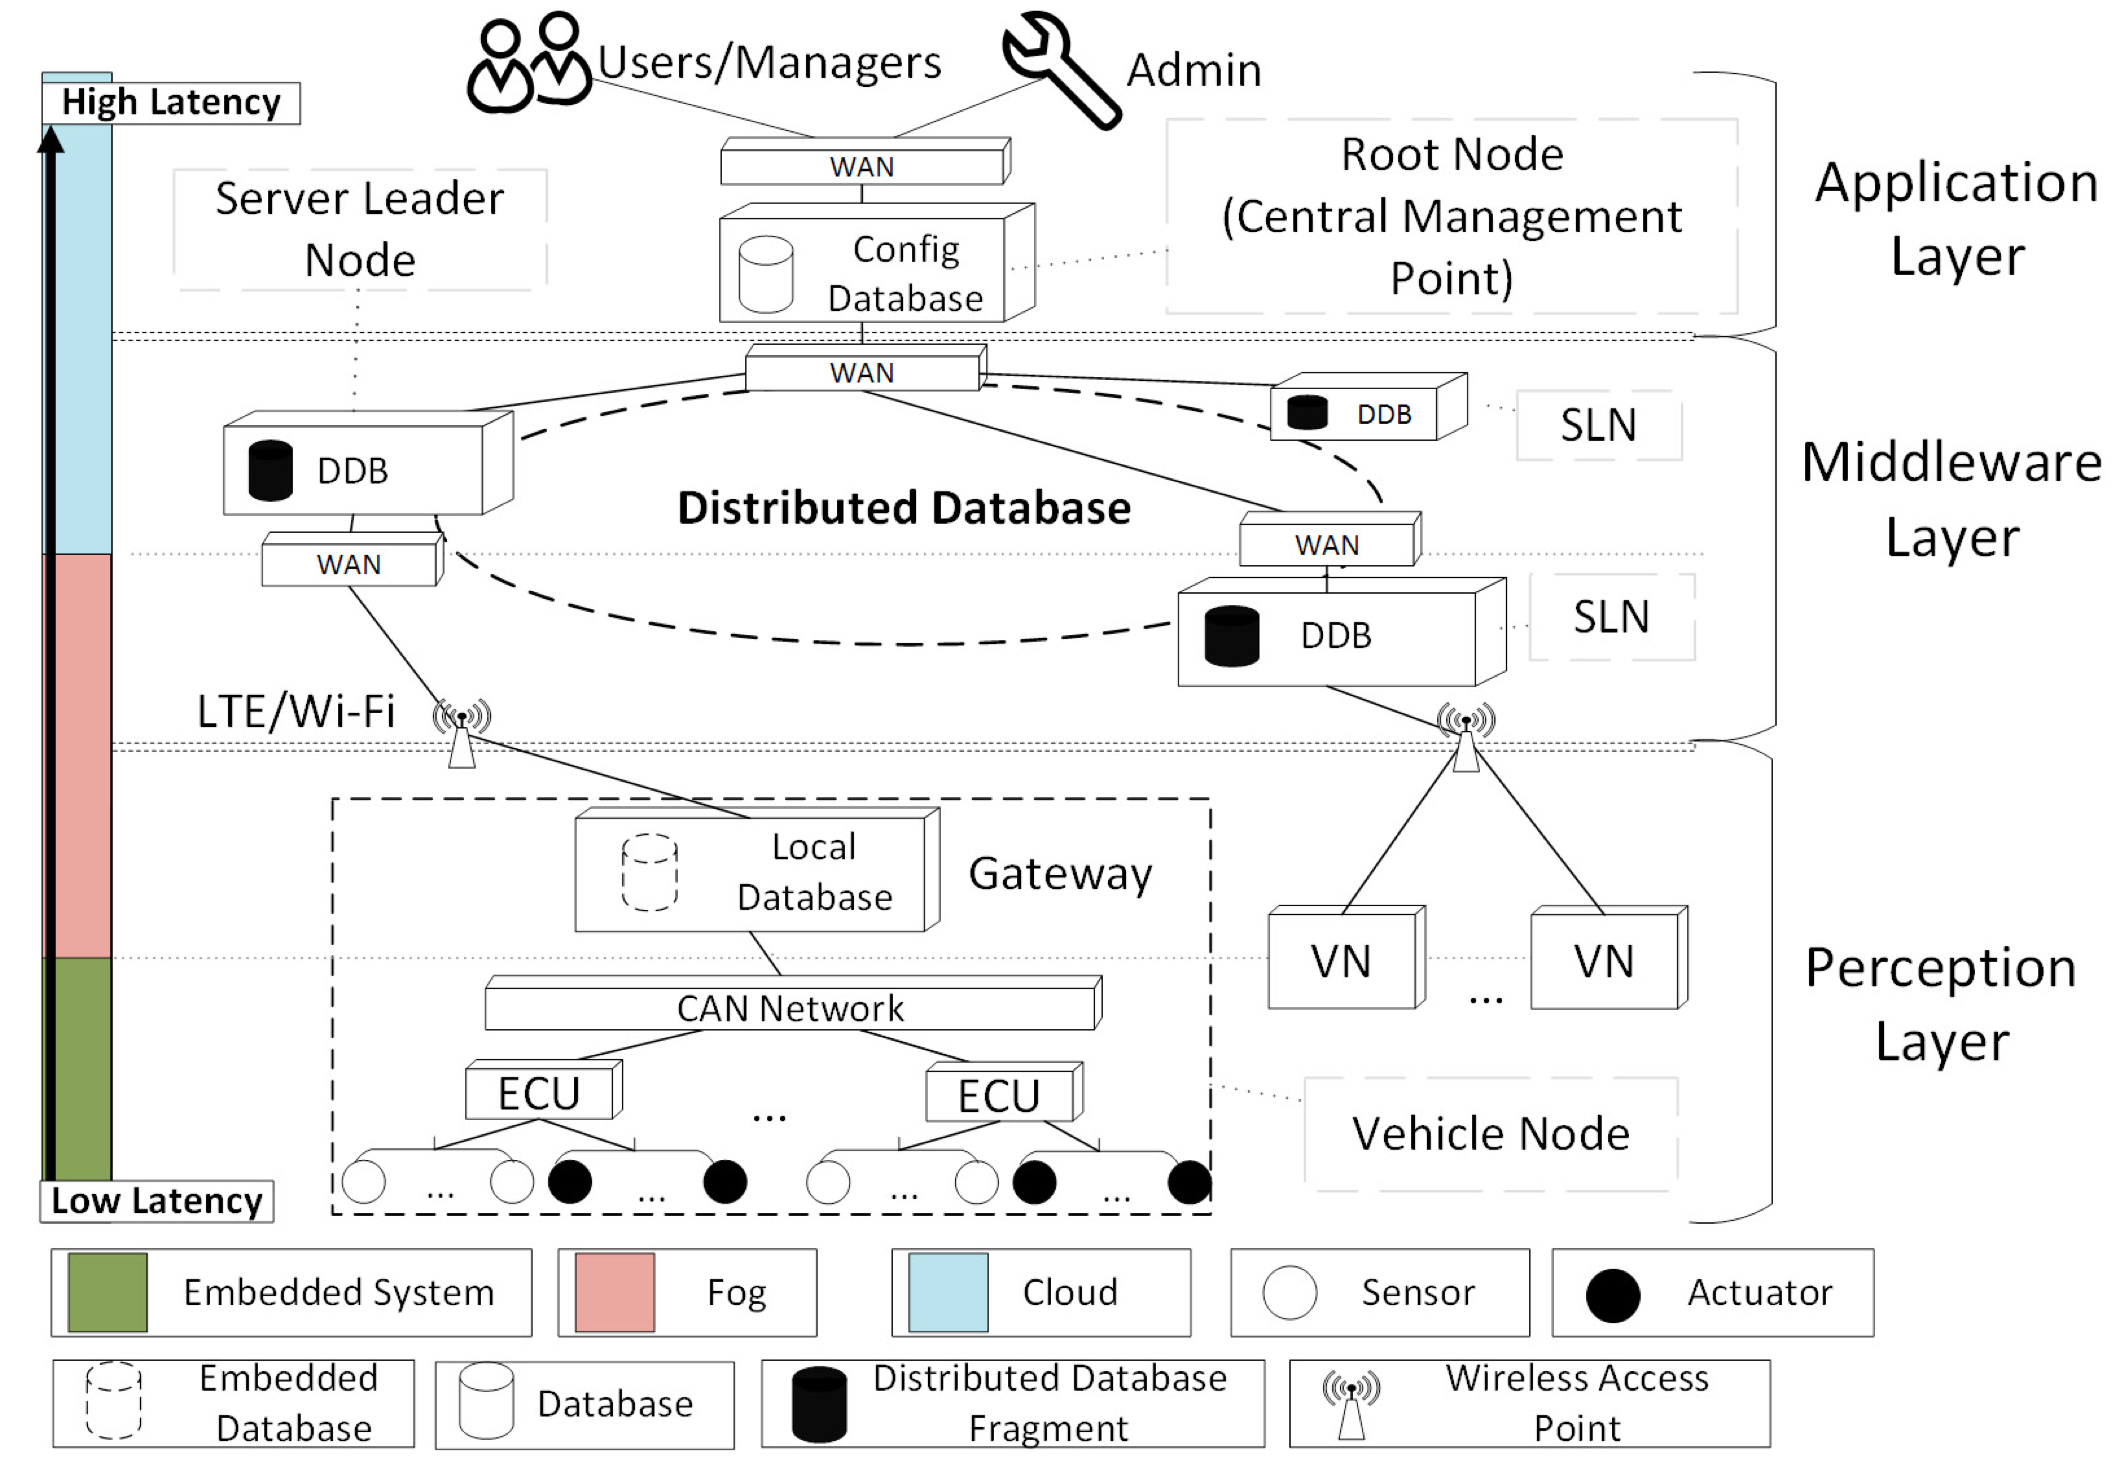 Users/Managers
Admin
High Latency
WAN
Root Node
(Central Management
Point)
Application
Layer
Server Leader
Node
Config
Database
WAN
DDB
SLN
DDB
Distributed Database
Middleware
Layer
WAN
WAN
SLN
DDB
LTE/Wi-Fi
Local
Database
Gateway
VN
...
VN
Perception
Layer
CAN Network
ECU
...
ECU
Vehicle Node
...
...
...
...
Low Latency
Embedded System
Fog
Cloud
Sensor
Actuator
Embedded
Database
Database
Distributed Database
Fragment
Wireless Access
Point